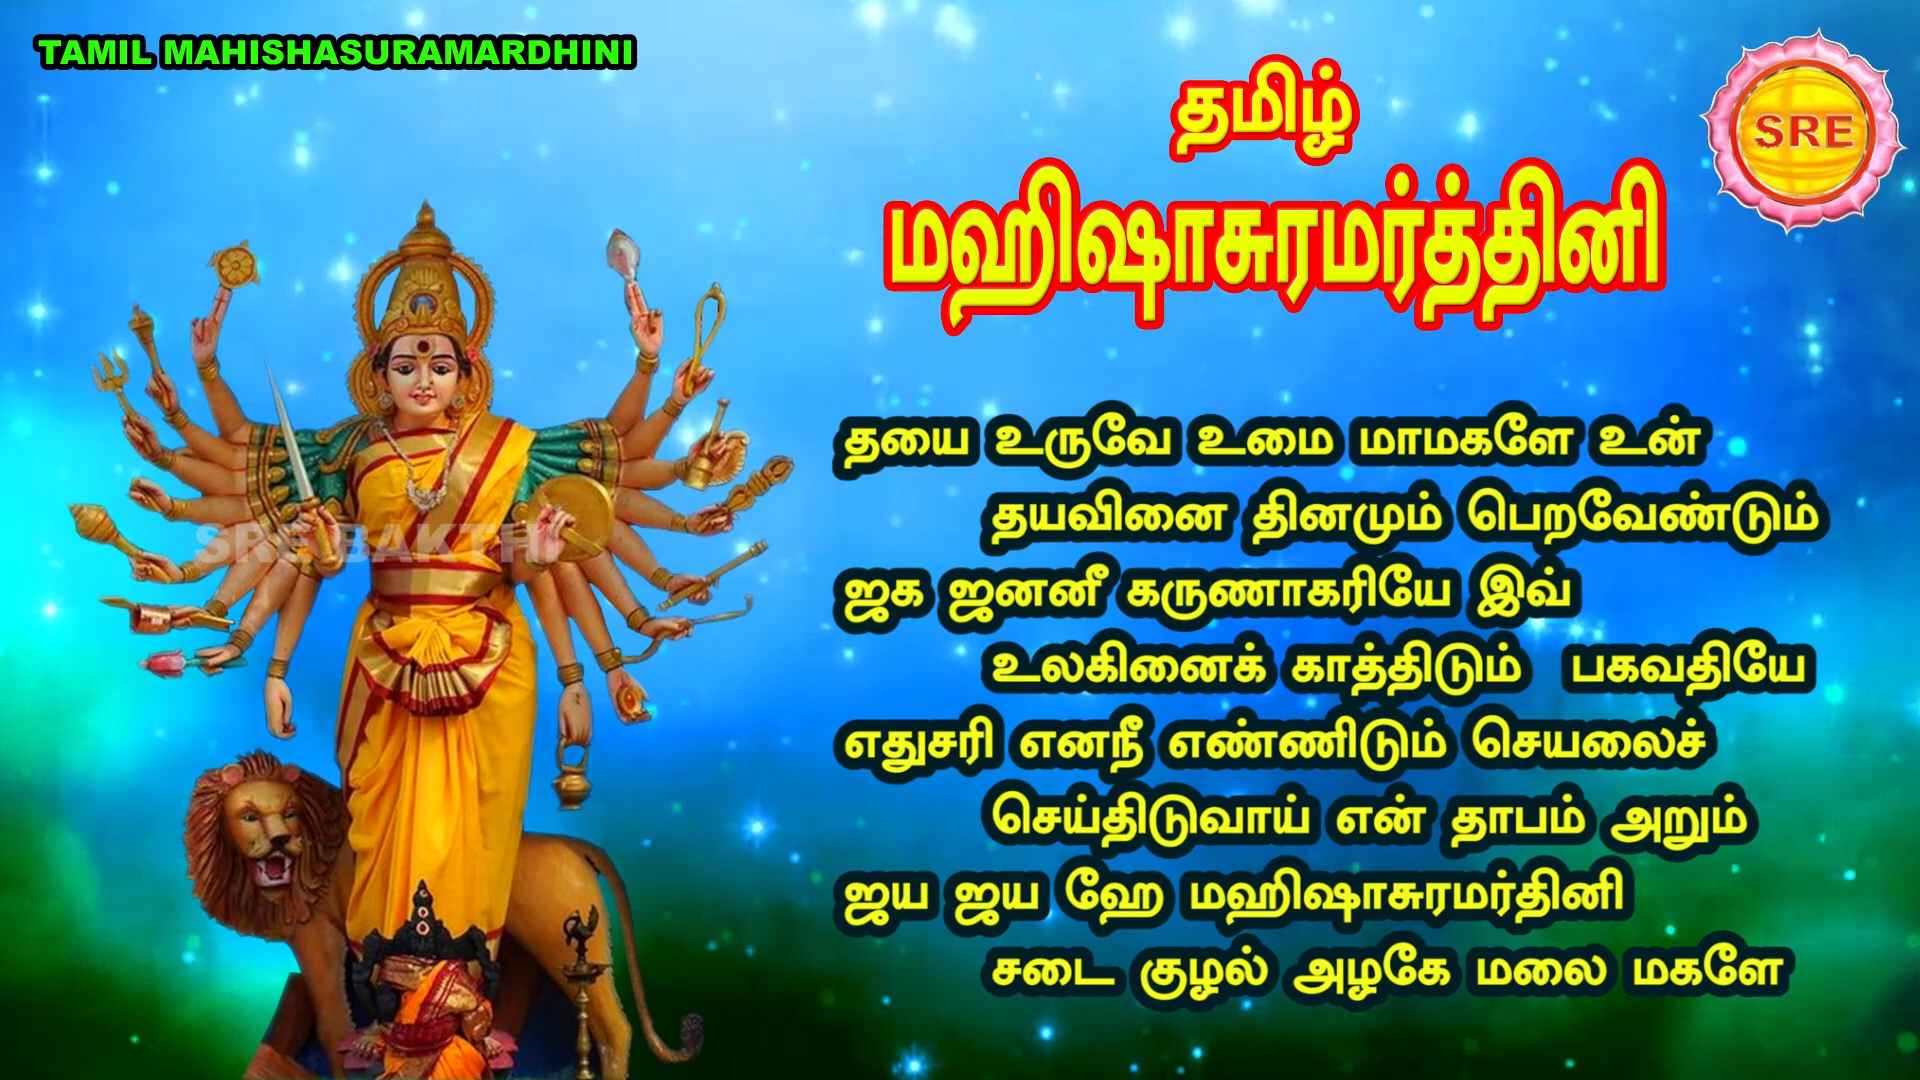 TAMIL MAHISHASURAMARDHINI
தமிழ்
மஹிஷாசுரமர்த்தினி
SRE
SRE BAKTHI
தயை உருவே உமை மாமகளே உன்
தயவினை தினமும் பெறவேண்டும்
ஜக ஜனனீ கருணாகரியே இவ்
உலகினைக் காத்திடும் பகவதியே
எதுசரி எனநீ எண்ணிடும் செயலைச்
செய்திடுவாய் என் தாபம் அறும்
ஜய ஜய ஹே மஹிஷாசுரமர்தினி
சடை குழல் அழகே மலை மகளே